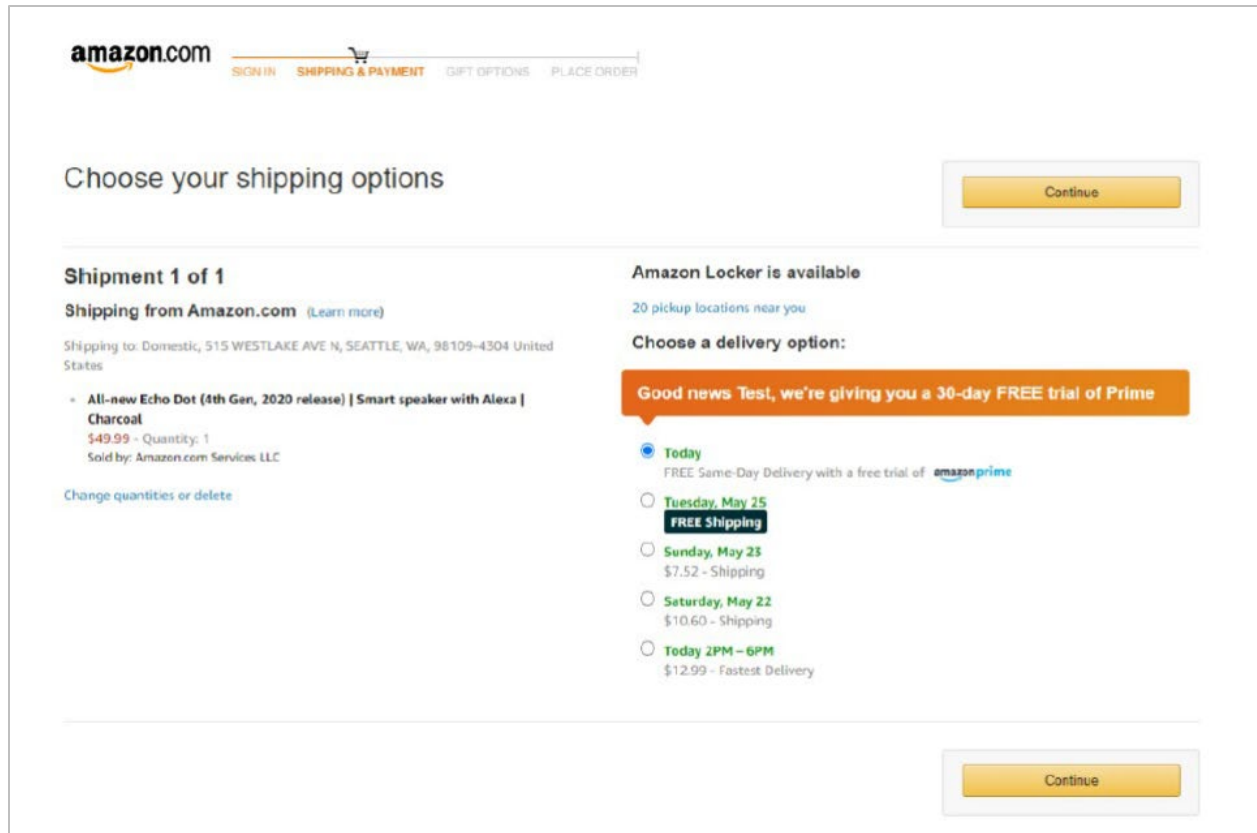 amazon.com
SIGN IN SHIPPING & PAYMENT GIFT OPTIONS PLACE ORDER
Choose your shipping options
Continue
Shipment 1 of 1
Shipping from Amazon.com (Learn more)
Shipping to: Domestic, 515 WESTLAKE AVE N, SEATTLE, WA, 98109-4304 United
States
All-new Echo Dot (4th Gen, 2020 release) | Smart speaker with Alexa |
Charcoal
$49.99 - Quantity: 1
Sold by: Amazon.com Services LLC
Change quantities or delete
Amazon Locker is available
20 pickup locations near you
Choose a delivery option:
Good news Test, we're giving you a 30-day FREE trial of Prime
Today
FREE Same-Day Delivery with a free trial of amazon prime
Tuesday, May 25
FREE Shipping
Sunday, May 23
$7.52 - Shipping
Saturday, May 22
$10.60 - Shipping
Today 2PM – 6PM
$12.99 - Fastest Delivery
Continue